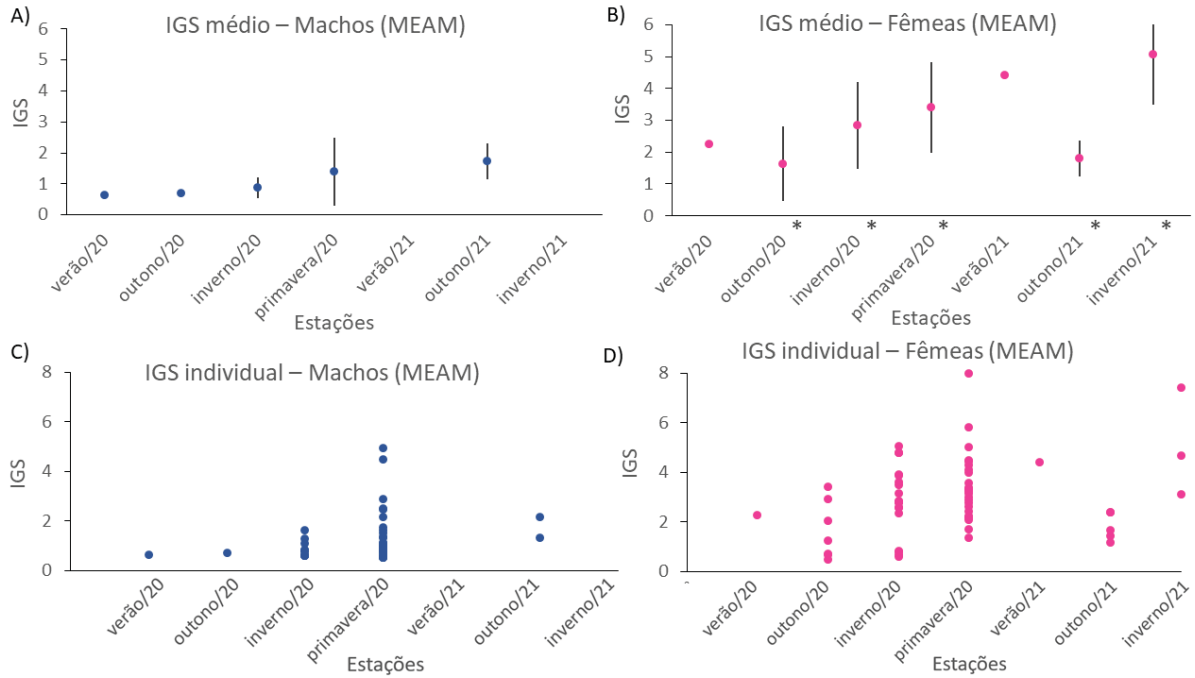 A)
IGS médio – Machos (MEAM)
6
5
4
3
2
1
0
IGS
verão/20
outono/20
inverno/20
primavera/20
verão/21
outono/21
inverno/21
Estações
B)
IGS médio – Fêmeas (MEAM)
6
5
4
3
2
1
0
IGS
verão/20
outono/20 *
inverno/20 *
primavera/20 *
verão/21
outono/21 *
inverno/21 *
Estações
C)
IGS individual – Machos (MEAM)
8
6
4
2
0
IGS
verão/20
outono/20
inverno/20
primavera/20
verão/21
outono/21
inverno/21
Estações
D)
IGS individual – Fêmeas (MEAM)
8
6
4
2
0
IGS
verão/20
outono/20
inverno/20
primavera/20
verão/21
outono/21
inverno/21
Estações